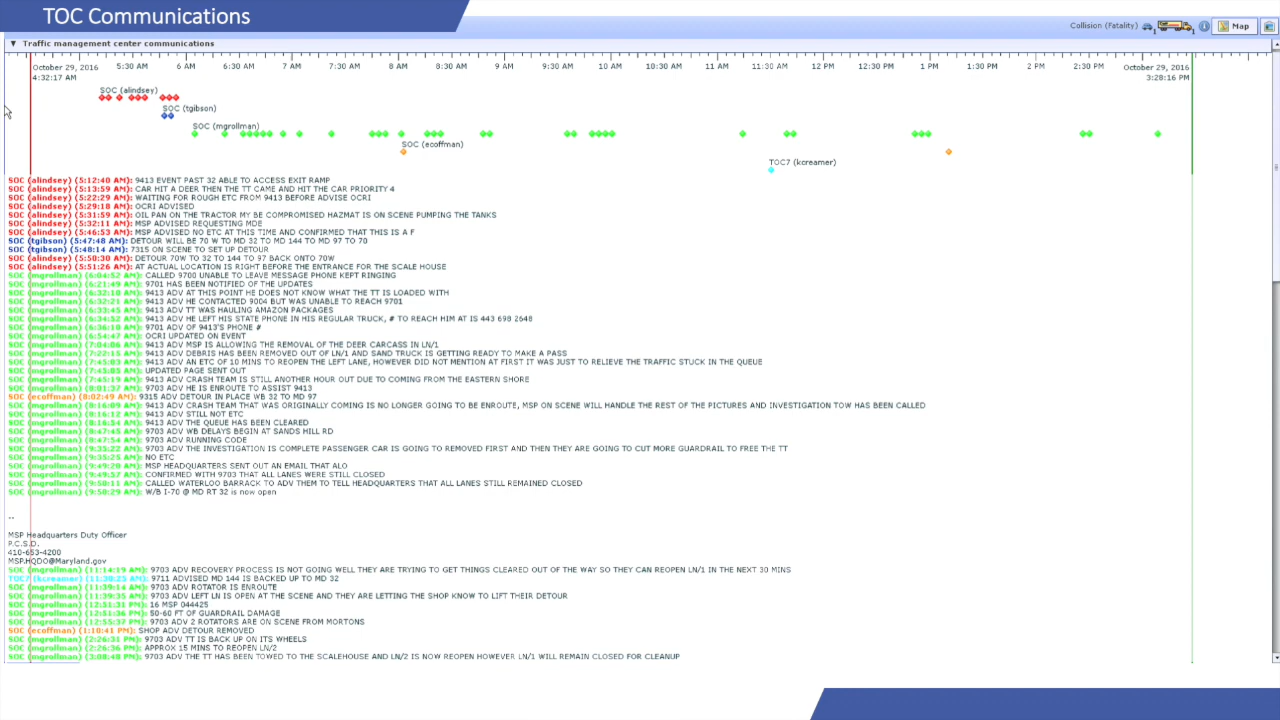 TOC Communications
Collision (Fatality)
1
1
Map
▼ Traffic management center communications
October 29, 2016
4:32:17 AM
5:30 AM 6 AM 6:30 AM 7 AM 7:30 AM 8 AM 8:30 AM 9 AM 9:30 AM 10 AM 10:30 AM 11 AM 11:30 AM 12 PM 12:30 PM 1 PM 1:30 PM 2 PM 2:30 PM
October 29, 2016
3:28:16 PM
SOC (alindsey)
SOC (tgibson)
SOC (mgrollman)
SOC (ecoffman)
TOC7 (kcreamer)
SOC (alindsey) (5:12:40 AM): 9413 EVENT PAST 32 ABLE TO ACCESS EXIT RAMP
SOC (alindsey) (5:13:59 AM): CAR HIT A DEER THEN THE TT CAME AND HIT THE CAR PRIORITY 4
SOC (alindsey) (5:22:29 AM): WAITING FOR ROUGH ETC FROM 9413 BEFORE ADVISE OCRI
SOC (alindsey) (5:29:18 AM): OCRI ADVISED
SOC (alindsey) (5:31:59 AM): OIL PAN ON THE TRACTOR MY BE COMPROMISED HAZMAT IS ON SCENE PUMPING THE TANKS
SOC (alindsey) (5:32:11 AM): MSP ADVISED REQUESTING MDE
SOC (alindsey) (5:46:53 AM): MSP ADVISED NO ETC AT THIS TIME AND CONFIRMED THAT THIS IS A F
SOC (tgibson) (5:47:48 AM): DETOUR WILL BE 70 W TO MD 32 TO MD 144 TO MD 97 TO 70
SOC (tgibson) (5:48:14 AM): 7315 ON SCENE TO SET UP DETOUR
SOC (alindsey) (5:50:30 AM): DETOUR 70W TO 32 TO 144 TO 97 BACK ONTO 70W
SOC (alindsey) (5:51:26 AM): AT ACTUAL LOCATION IS RIGHT BEFORE THE ENTRANCE FOR THE SCALE HOUSE
SOC (mgrollman) (6:04:52 AM): CALLED 9700 UNABLE TO LEAVE MESSAGE PHONE KEPT RINGING
SOC (mgrollman) (6:21:49 AM): 9701 HAS BEEN NOTIFIED OF THE UPDATES
SOC (mgrollman) (6:32:10 AM): 9413 ADV AT THIS POINT HE DOES NOT KNOW WHAT THE TT IS LOADED WITH
SOC (mgrollman) (6:32:21 AM): 9413 ADV HE CONTACTED 9004 BUT WAS UNABLE TO REACH 9701
SOC (mgrollman) (6:33:45 AM): 9413 ADV TT WAS HAULING AMAZON PACKAGES
SOC (mgrollman) (6:34:52 AM): 9413 ADV HE LEFT HIS STATE PHONE IN HIS REGULAR TRUCK, # TO REACH HIM AT IS 443 698 2648
SOC (mgrollman) (6:36:10 AM): 9701 ADV OF 9413'S PHONE #
SOC (mgrollman) (6:54:47 AM): OCRI UPDATED ON EVENT
SOC (mgrollman) (7:04:06 AM): 9413 ADV MSP IS ALLOWING THE REMOVAL OF THE DEER CARCASS IN LN/1
SOC (mgrollman) (7:22:15 AM): 9413 ADV DEBRIS HAS BEEN REMOVED OUT OF LN/1 AND SAND TRUCK IS GETTING READY TO MAKE A PASS
SOC (mgrollman) (7:45:03 AM): 9413 ADV AN ETC OF 10 MINS TO REOPEN THE LEFT LANE, HOWEVER DID NOT MENTION AT FIRST IT WAS JUST TO RELIEVE THE TRAFFIC STUCK IN THE QUEUE
SOC (mgrollman) (7:45:05 AM): UPDATED PAGE SENT OUT
SOC (mgrollman) (7:45:19 AM): 9413 ADV CRASH TEAM IS STILL ANOTHER HOUR OUT DUE TO COMING FROM THE EASTERN SHORE
SOC (mgrollman) (8:01:37 AM): 9703 ADV HE IS ENROUTE TO ASSIST 9413
SOC (ecoffman) (8:02:49 AM): 9315 ADV DETOUR IN PLACE WB 32 TO MD 97
SOC (mgrollman) (8:16:09 AM): 9413 ADV CRASH TEAM THAT WAS ORIGINALLY COMING IS NO LONGER GOING TO BE ENROUTE, MSP ON SCENE WILL HANDLE THE REST OF THE PICTURES AND INVESTIGATION TOW HAS BEEN CALLED
SOC (mgrollman) (8:16:12 AM): 9413 ADV STILL NOT ETC
SOC (mgrollman) (8:16:54 AM): 9413 ADV THE QUEUE HAS BEEN CLEARED
SOC (mgrollman) (8:47:45 AM): 9703 ADV WB DELAYS BEGIN AT SANDS HILL RD
SOC (mgrollman) (8:47:54 AM): 9703 ADV RUNNING CODE
SOC (mgrollman) (9:35:22 AM): 9703 ADV THE INVESTIGATION IS COMPLETE PASSENGER CAR IS GOING TO REMOVED FIRST AND THEN THEY ARE GOING TO CUT MORE GUARDRAIL TO FREE THE TT
SOC (mgrollman) (9:35:25 AM): NO ETC
SOC (mgrollman) (9:49:20 AM): MSP HEADQUARTERS SENT OUT AN EMAIL THAT ALO
SOC (mgrollman) (9:49:57 AM): CONFIRMED WITH 9703 THAT ALL LANES WERE STILL CLOSED
SOC (mgrollman) (9:50:11 AM): CALLED WATERLOO BARRACK TO ADV THEM TO TELL HEADQUARTERS THAT ALL LANES STILL REMAINED CLOSED
SOC (mgrollman) (9:50:29 AM): W/B I-70 @ MD RT 32 is now open
--
MSP Headquarters Duty Officer
P.C.S.D.
410-653-4200
MSP.HQDO@Maryland.gov
SOC (mgrollman) (11:14:19 AM): 9703 ADV RECOVERY PROCESS IS NOT GOING WELL THEY ARE TRYING TO GET THINGS CLEARED OUT OF THE WAY SO THEY CAN REOPEN LN/1 IN THE NEXT 30 MINS
TOC7 (kcreamer) (11:30:25 AM): 9711 ADVISED MD 144 IS BACKED UP TO MD 32
SOC (mgrollman) (11:39:14 AM): 9703 ADV ROTATOR IS ENROUTE
SOC (mgrollman) (11:39:35 AM): 9703 ADV LEFT LN IS OPEN AT THE SCENE AND THEY ARE LETTING THE SHOP KNOW TO LIFT THEIR DETOUR
SOC (mgrollman) (12:51:31 PM): 16 MSP 044425
SOC (mgrollman) (12:51:36 PM): 50-60 FT OF GUARDRAIL DAMAGE
SOC (mgrollman) (12:55:37 PM): 9703 ADV 2 ROTATORS ARE ON SCENE FROM MORTONS
SOC (ecoffman) (1:10:41 PM): SHOP ADV DETOUR REMOVED
SOC (mgrollman) (2:26:31 PM): 9703 ADV TT IS BACK UP ON ITS WHEELS
SOC (mgrollman) (2:26:36 PM): APPROX 15 MINS TO REOPEN LN/2
SOC (mgrollman) (3:08:48 PM): 9703 ADV THE TT HAS BEEN TOWED TO THE SCALEHOUSE AND LN/2 IS NOW REOPEN HOWEVER LN/1 WILL REMAIN CLOSED FOR CLEANUP